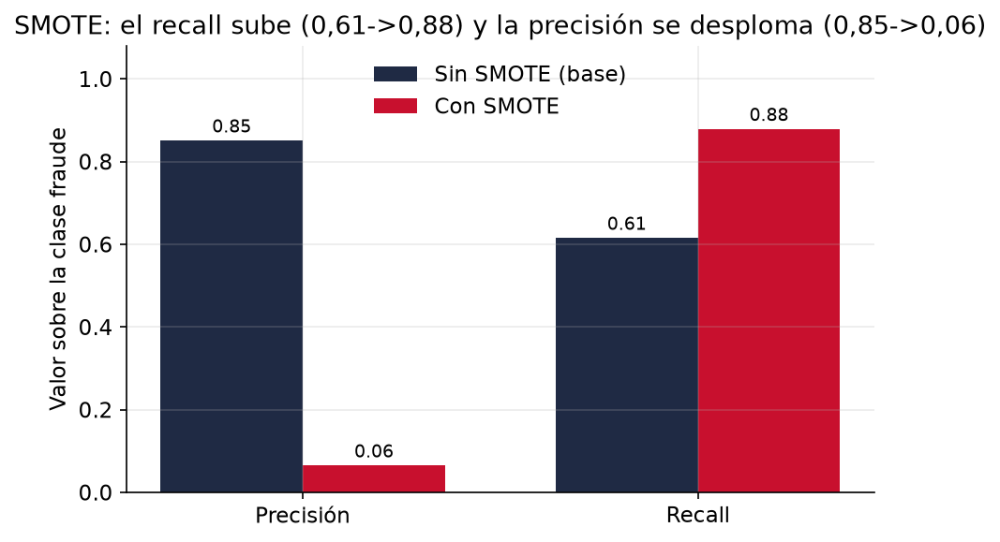 SMOTE: el recall sube (0,61->0,88) y la precisión se desploma (0,85->0,06)
Valor sobre la clase fraude
1.0
0.8
0.6
0.4
0.2
0.0
Sin SMOTE (base)
Con SMOTE
0.85
0.06
0.61
0.88
Precisión
Recall